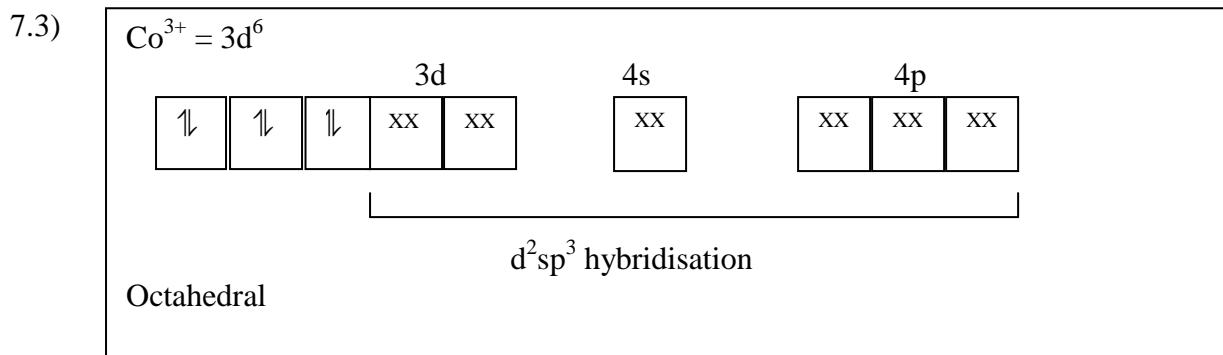 7.3)
Co³⁺ = 3d⁶
3d 4s 4p
⥮ ⥮ ⥮ xx xx xx xx xx xx
d²sp³ hybridisation
Octahedral